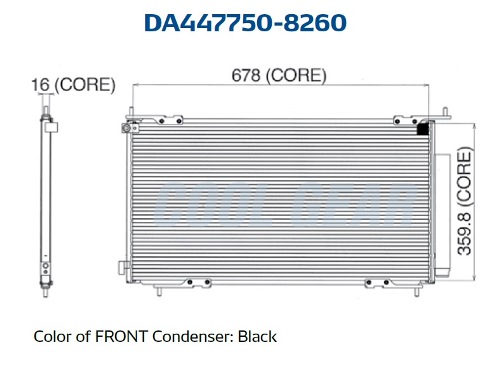 DA447750-8260
678 (CORE)
16 (CORE)
COOL GEAR
359.8 (CORE)
Color of FRONT Condenser: Black